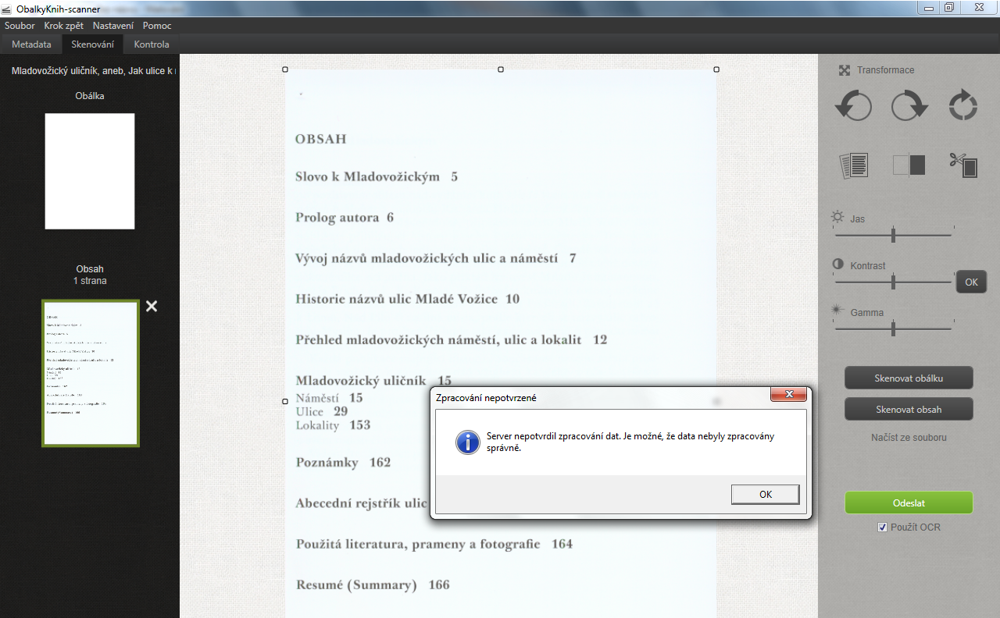 ObalkyKnih-scanner
Soubor Krok zpět Nastavení Pomoc
Metadata Skenování Kontrola
Mladovožický uličník, aneb, Jak ulice k
Obálka
Obsah
1 strana
OBSAH
Slovo k Mladovožickým 5
Prolog autora 6
Vývoj názvů mladovožických ulic a náměstí 7
Historie názvů ulic Mladé Vožice 10
Přehled mladovožických náměstí, ulic a lokalit 12
Mladovožický uličník 15
Náměstí 15
Ulice 29
Lokality 153
Poznámky 162
Abecední rejstřík ulic
Použitá literatura, prameny a fotografie 164
Resumé (Summary) 166
Zpracování nepotvrzené
Server nepotvrdil zpracování dat. Je možné, že data nebyly zpracovány
správně.
OK
Transformace
Jas
Kontrast
OK
Gamma
Skenovat obálku
Skenovat obsah
Načíst ze souboru
Odeslat
Použít OCR